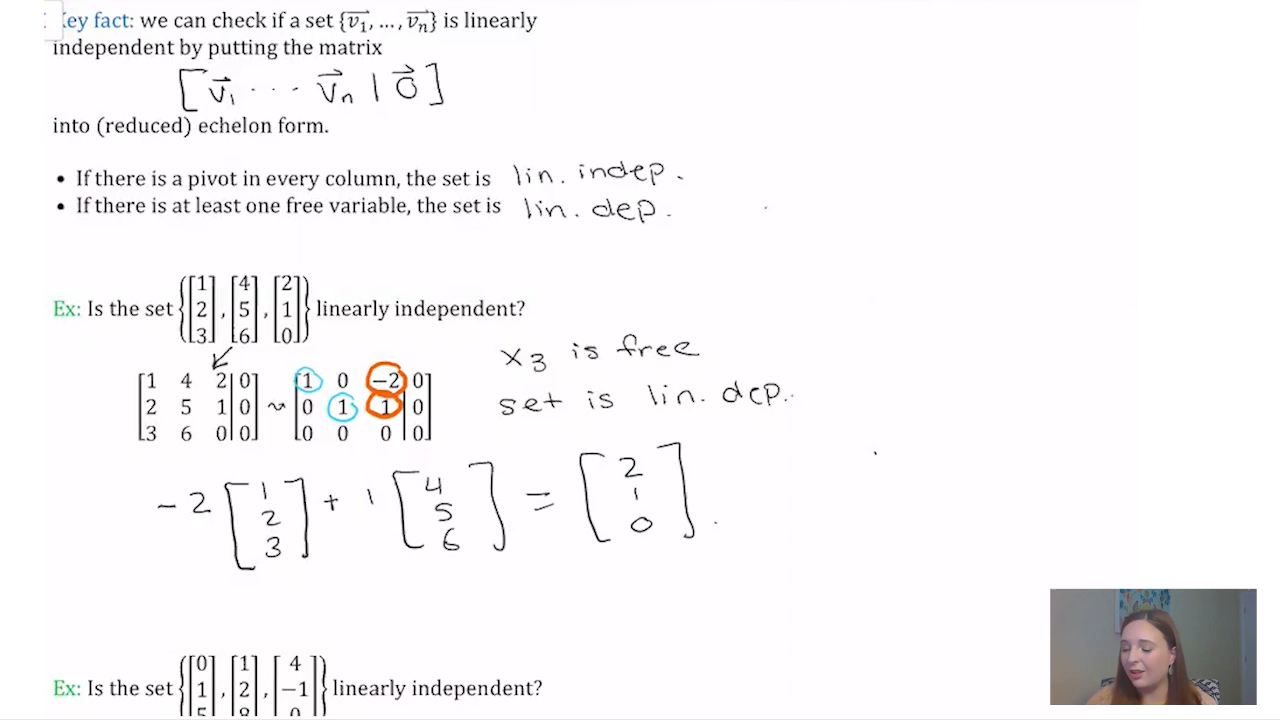 Key fact: we can check if a set {v₁⃗, …, vₙ⃗} is linearly
independent by putting the matrix
[v⃗₁ ··· v⃗ₙ | 0⃗]
into (reduced) echelon form.
• If there is a pivot in every column, the set is lin. indep.
• If there is at least one free variable, the set is lin. dep.
Ex: Is the set {[1 2 3], [4 5 6], [2 1 0]} linearly independent?
x₃ is free
[1 4 2|0] ~ [1 0 −2|0]
[2 5 1|0] [0 1 1|0] set is lin. dep.
[3 6 0|0] [0 0 0|0]
−2 [1 2 3] + 1 [4 5 6] = [2 1 0].
Ex: Is the set {[0 1 5], [1 2 8], [4 −1 0]} linearly independent?